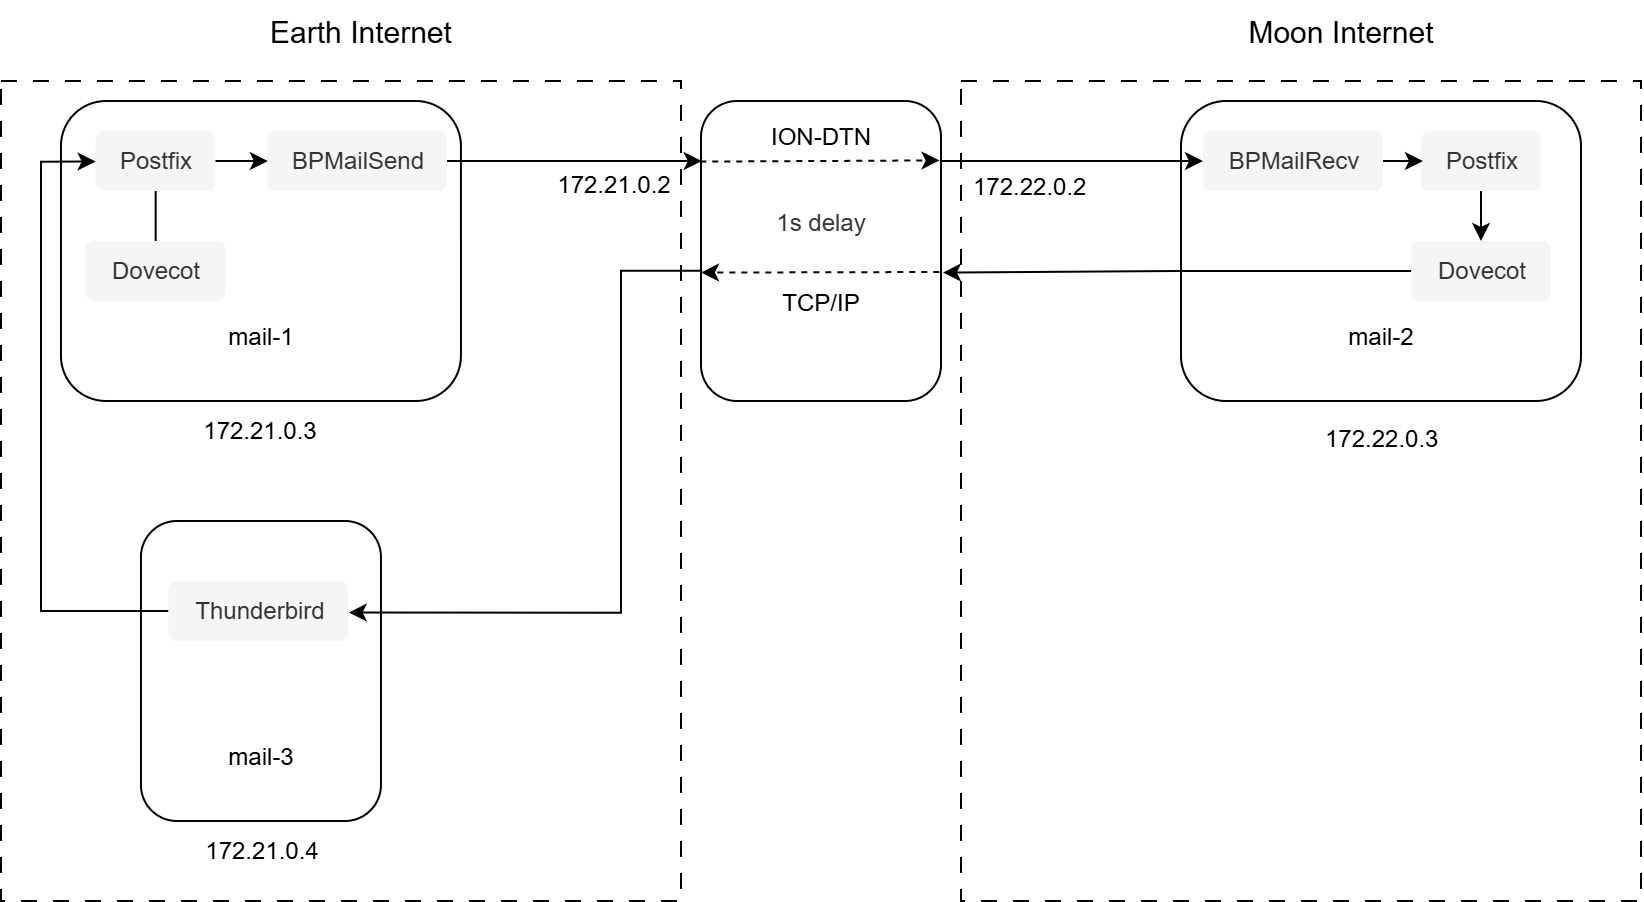 Earth Internet
Moon Internet
Postfix
BPMailSend
Dovecot
mail-1
172.21.0.3
172.21.0.2
ION-DTN
1s delay
TCP/IP
172.22.0.2
BPMailRecv
Postfix
Dovecot
mail-2
172.22.0.3
Thunderbird
mail-3
172.21.0.4